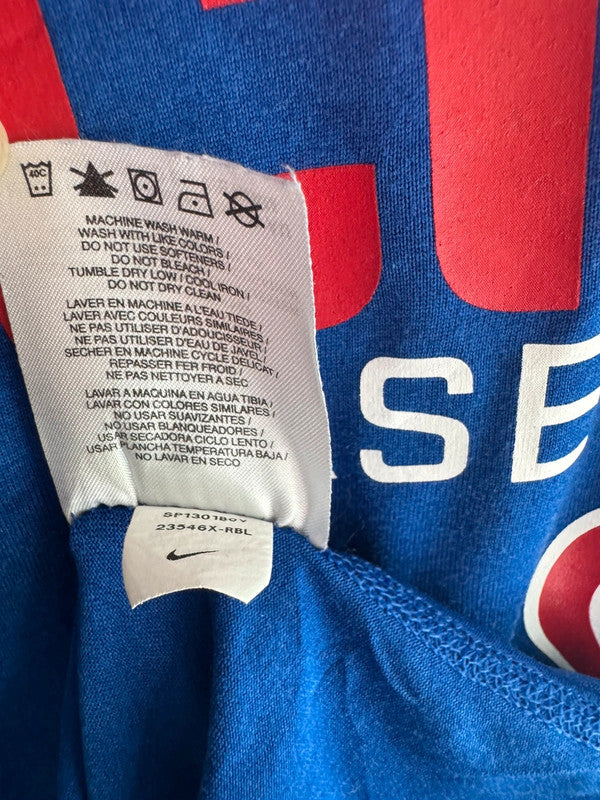 40C
MACHINE WASH WARM /
WASH WITH LIKE COLORS /
DO NOT USE SOFTENERS /
DO NOT BLEACH /
TUMBLE DRY LOW / COOL IRON /
DO NOT DRY CLEAN
LAVER EN MACHINE A L'EAU TIEDE /
LAVER AVEC COULEURS SIMILAIRES /
NE PAS UTILISER D'ADOUCISSEUR /
NE PAS UTILISER D'EAU DE JAVEL /
SECHER EN MACHINE CYCLE DELICAT /
REPASSER FER FROID /
NE PAS NETTOYER A SEC
LAVAR A MAQUINA EN AGUA TIBIA /
LAVAR CON COLORES SIMILARES /
NO USAR SUAVIZANTES /
NO USAR BLANQUEADORES /
USAR SECADORA CICLO LENTO /
USAR PLANCHA TEMPERATURA BAJA /
NO LAVAR EN SECO
23546X-RBL
SE